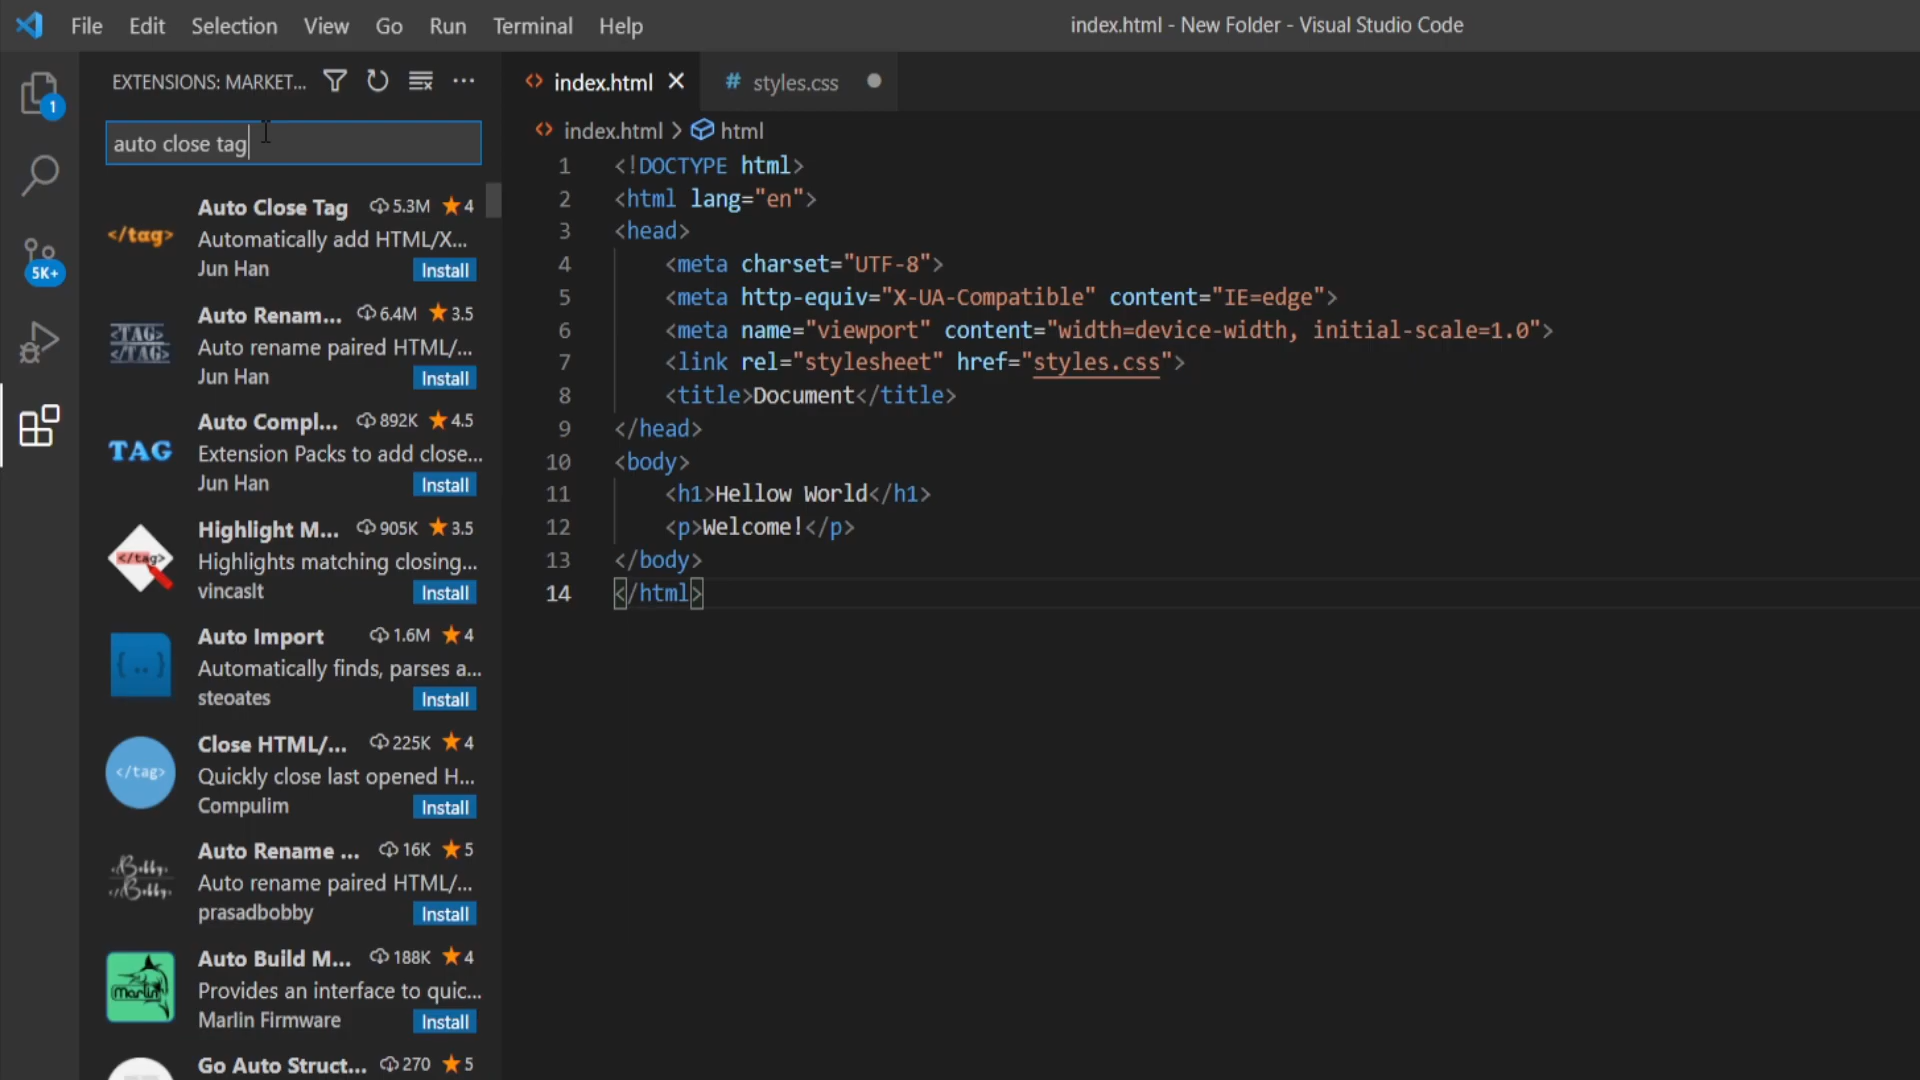 File Edit Selection View Go Run Terminal Help
index.html - New Folder - Visual Studio Code
1
5K+
EXTENSIONS: MARKET...
auto close tag
</tag>
Auto Close Tag 5.3M 4
Automatically add HTML/X...
Jun Han Install
<TAG>
</TAG>
Auto Renam... 6.4M 3.5
Auto rename paired HTML/...
Jun Han Install
TAG
Auto Compl... 892K 4.5
Extension Packs to add close...
Jun Han Install
</tag>
Highlight M... 905K 3.5
Highlights matching closing...
vincaslt Install
{..}
Auto Import 1.6M 4
Automatically finds, parses a...
steoates Install
</tag>
Close HTML/... 225K 4
Quickly close last opened H...
Compulim Install
<Bobby>
</Bobby>
Auto Rename ... 16K 5
Auto rename paired HTML/...
prasadbobby Install
Marlin
Auto Build M... 188K 4
Provides an interface to quic...
Marlin Firmware Install
Go Auto Struct... 270 5
index.html
# styles.css
index.html > html
1 <!DOCTYPE html>
2 <html lang="en">
3 <head>
4 <meta charset="UTF-8">
5 <meta http-equiv="X-UA-Compatible" content="IE=edge">
6 <meta name="viewport" content="width=device-width, initial-scale=1.0">
7 <link rel="stylesheet" href="styles.css">
8 <title>Document</title>
9 </head>
10 <body>
11 <h1>Hellow World</h1>
12 <p>Welcome!</p>
13 </body>
14 </html>